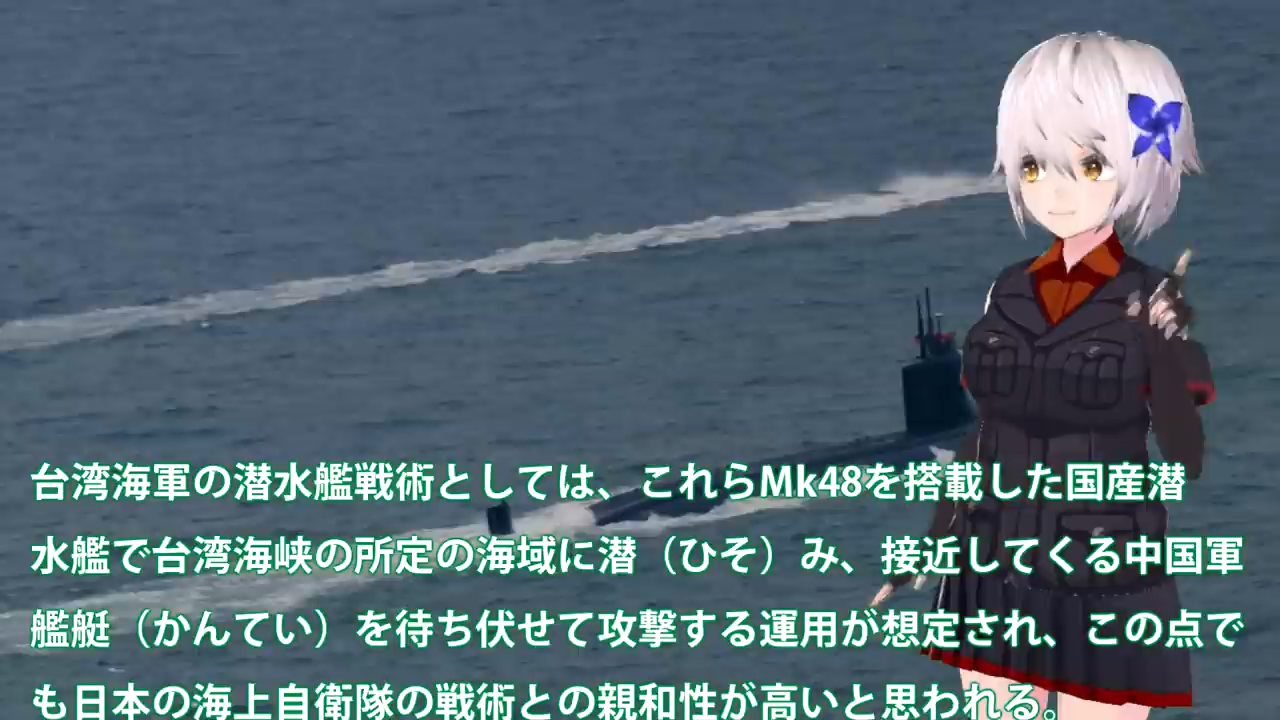 台湾海軍の潜水艦戦術としては、これらMk48を搭載した国産潜
水艦で台湾海峡の所定の海域に潜（ひそ）み、接近してくる中国軍
艦艇（かんてい）を待ち伏せて攻撃する運用が想定され、この点で
も日本の海上自衛隊の戦術との親和性が高いと思われる。